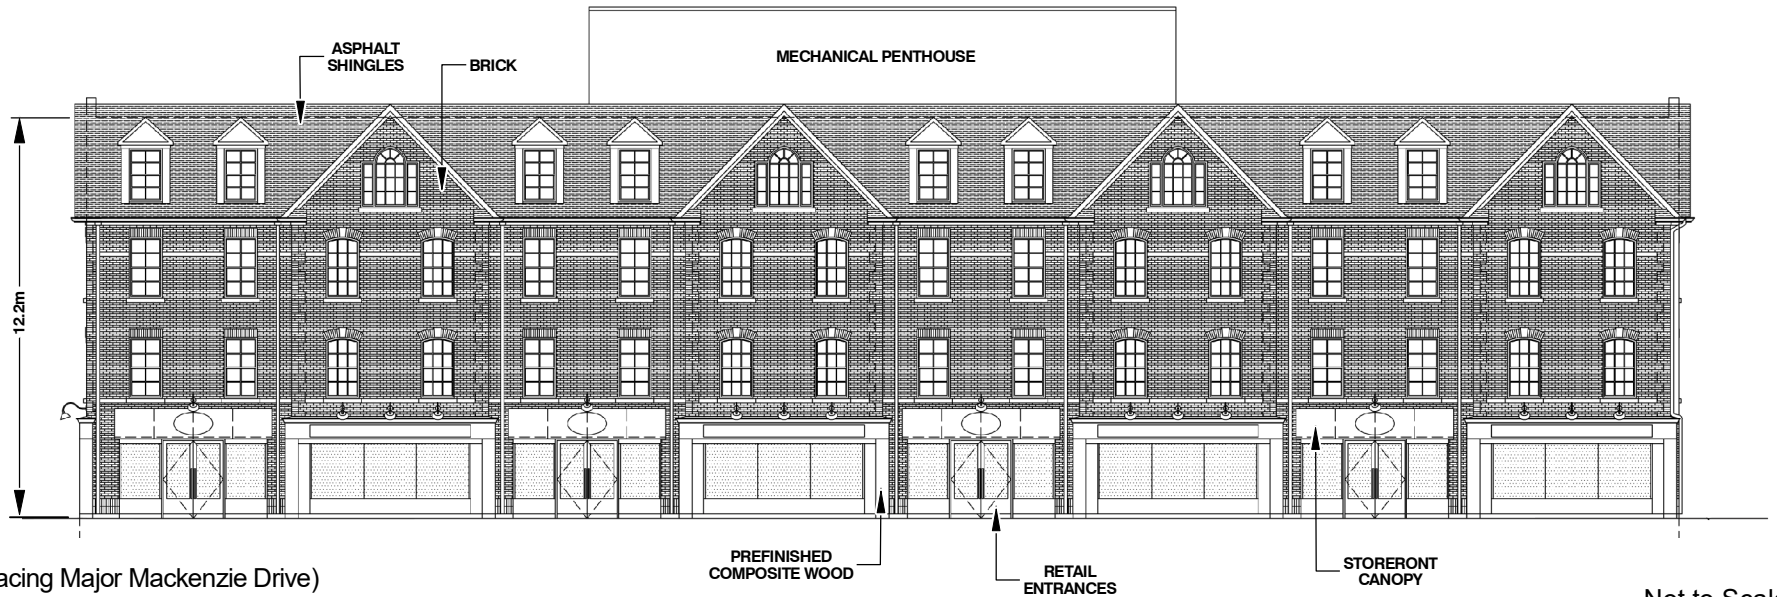 ASPHALT
SHINGLES
BRICK
MECHANICAL PENTHOUSE
12.2m
PREFINISHED
COMPOSITE WOOD
RETAIL
ENTRANCES
STOREFRONT
CANOPY
acing Major Mackenzie Drive)
Not to Scal